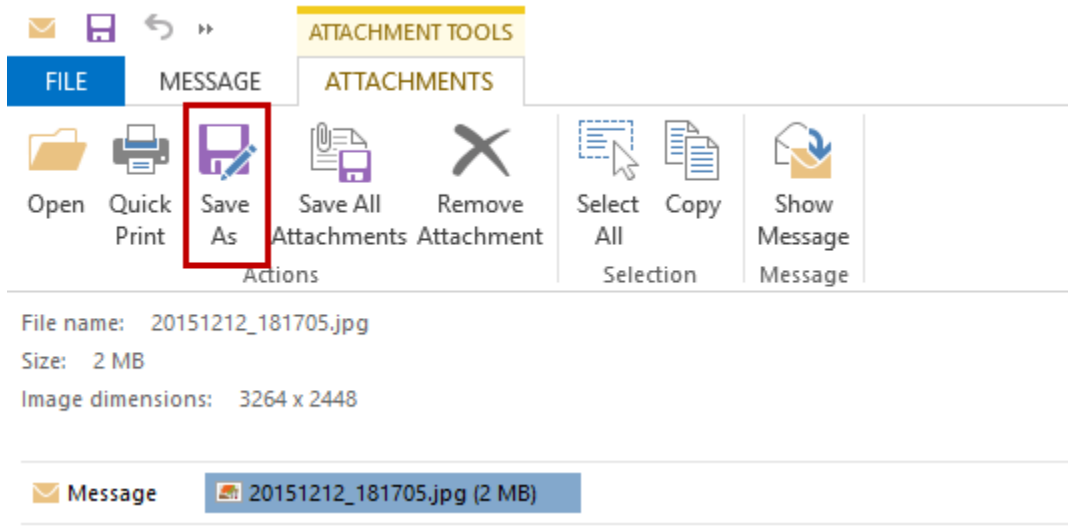 ATTACHMENT TOOLS
FILE MESSAGE ATTACHMENTS
Open Quick Print Save As Save All Attachments Remove Attachment Select All Copy Show Message
Actions Selection Message
File name: 20151212_181705.jpg
Size: 2 MB
Image dimensions: 3264 x 2448
Message 20151212_181705.jpg (2 MB)